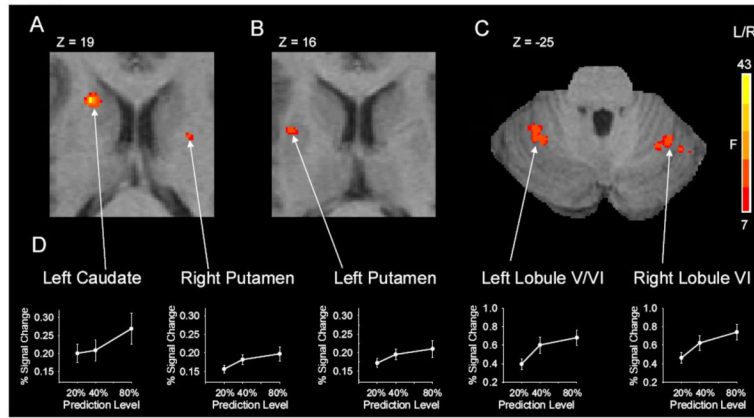 A
Z = 19
B
Z = 16
C
Z = -25
L/R
43
F
7
D
Left Caudate
Right Putamen
Left Putamen
Left Lobule V/VI
Right Lobule VI
% Signal Change
0.30
0.25
0.20
0.15
20% 40% 80%
Prediction Level
% Signal Change
0.30
0.25
0.20
0.15
20% 40% 80%
Prediction Level
% Signal Change
0.30
0.25
0.20
0.15
20% 40% 80%
Prediction Level
% Signal Change
1.0
0.8
0.6
0.4
0.2
20% 40% 80%
Prediction Level
% Signal Change
1.0
0.8
0.6
0.4
0.2
20% 40% 80%
Prediction Level